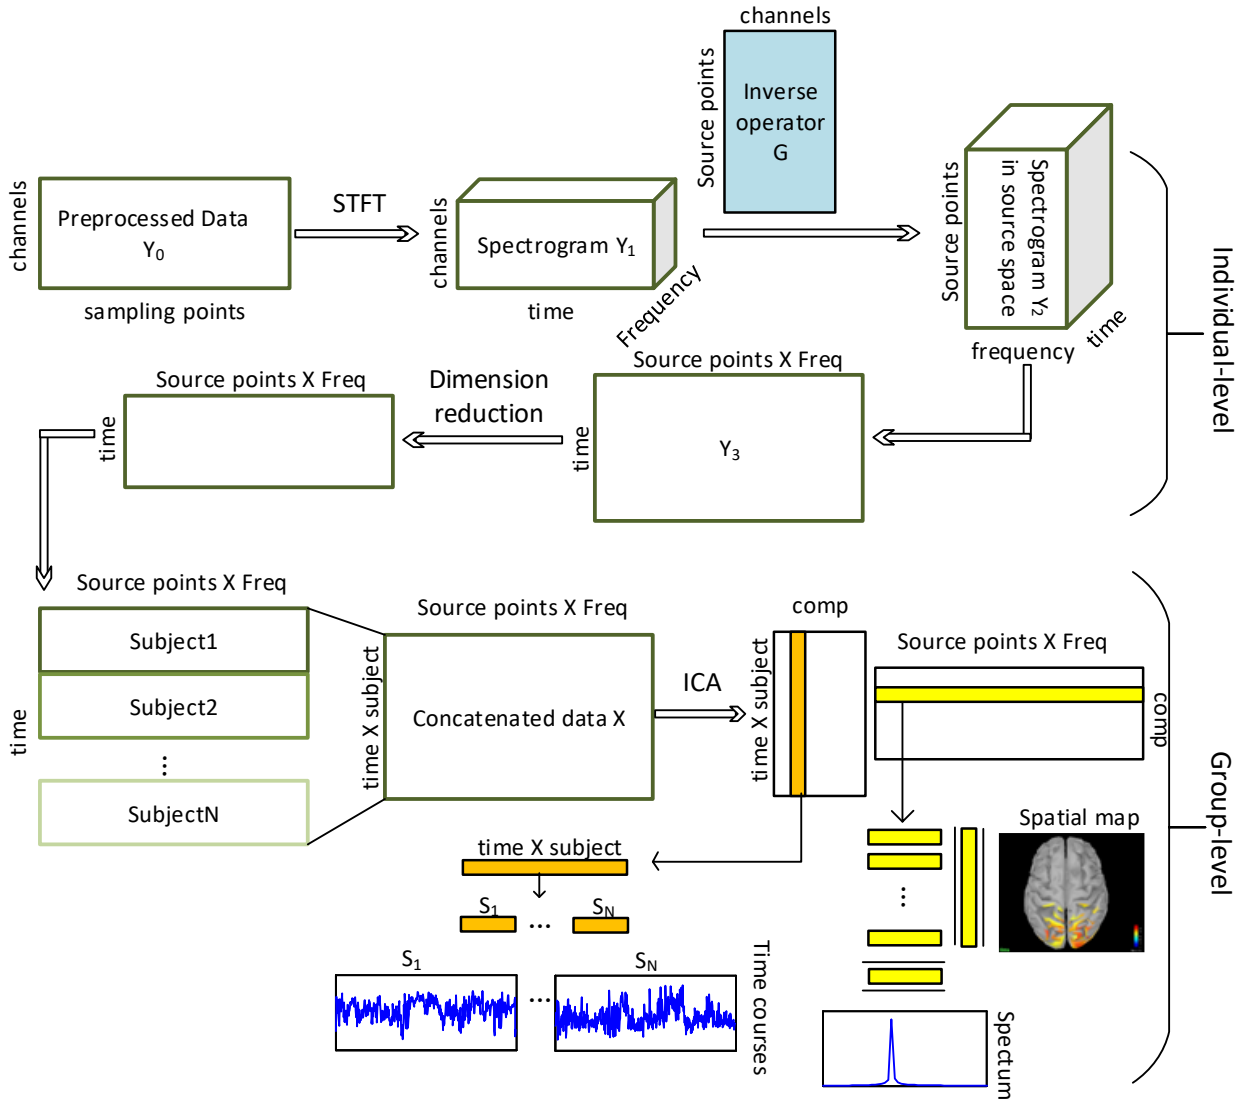 channels
Source points
Inverse
operator
G
channels
Preprocessed Data
Y0
sampling points
STFT
channels
Spectrogram Y1
time
Frequency
Source points
Spectrogram Y2
in source space
frequency
time
Individual-level
Source points X Freq
time
Y3
Dimension
reduction
Source points X Freq
time
Source points X Freq
time
Subject1
Subject2
...
SubjectN
Source points X Freq
time X subject
Concatenated data X
ICA
comp
time X subject
Source points X Freq
comp
Group-level
time X subject
S1
...
SN
S1
...
SN
Time courses
...
Spatial map
Spectum